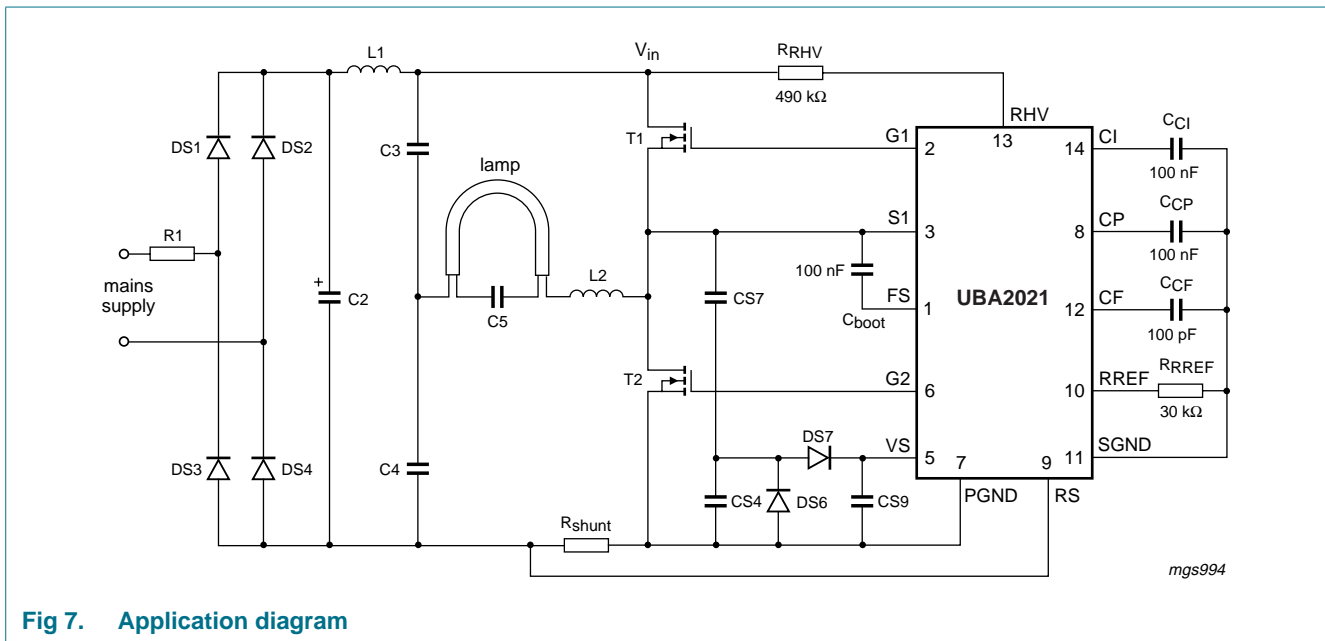 L1
Vin
RRHV
490 kΩ
RHV
13
DS1
DS2
C3
T1
G1
2
14
CI
CCI
100 nF
lamp
R1
S1
3
8
CP
CCP
100 nF
mains
supply
+
C2
C5
L2
CS7
100 nF
FS
1
Cboot
UBA2021
12
CF
CCF
100 pF
T2
G2
6
10
RREF
RRREF
30 kΩ
DS3
DS4
C4
DS7
VS
5
7
9
11
SGND
CS4
DS6
CS9
PGND
RS
Rshunt
mgs994
Fig 7. Application diagram